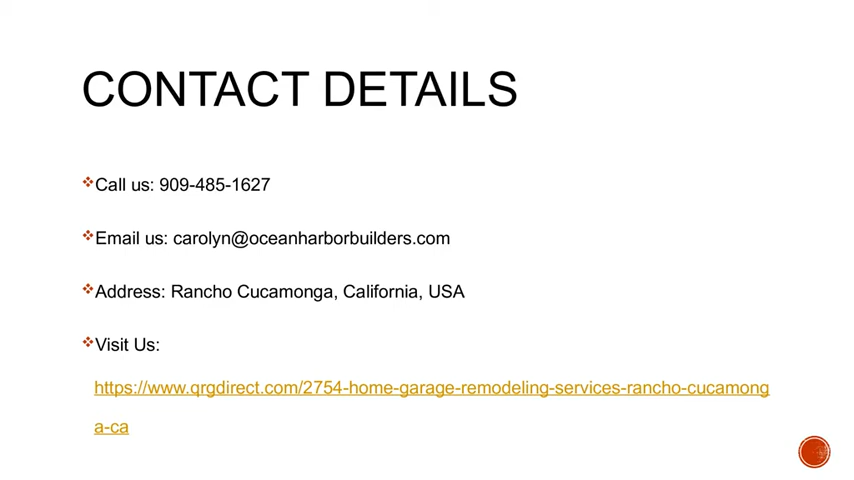 CONTACT DETAILS
❖Call us: 909-485-1627
❖Email us: carolyn@oceanharborbuilders.com
❖Address: Rancho Cucamonga, California, USA
❖Visit Us:
https://www.qrgdirect.com/2754-home-garage-remodeling-services-rancho-cucamong
a-ca